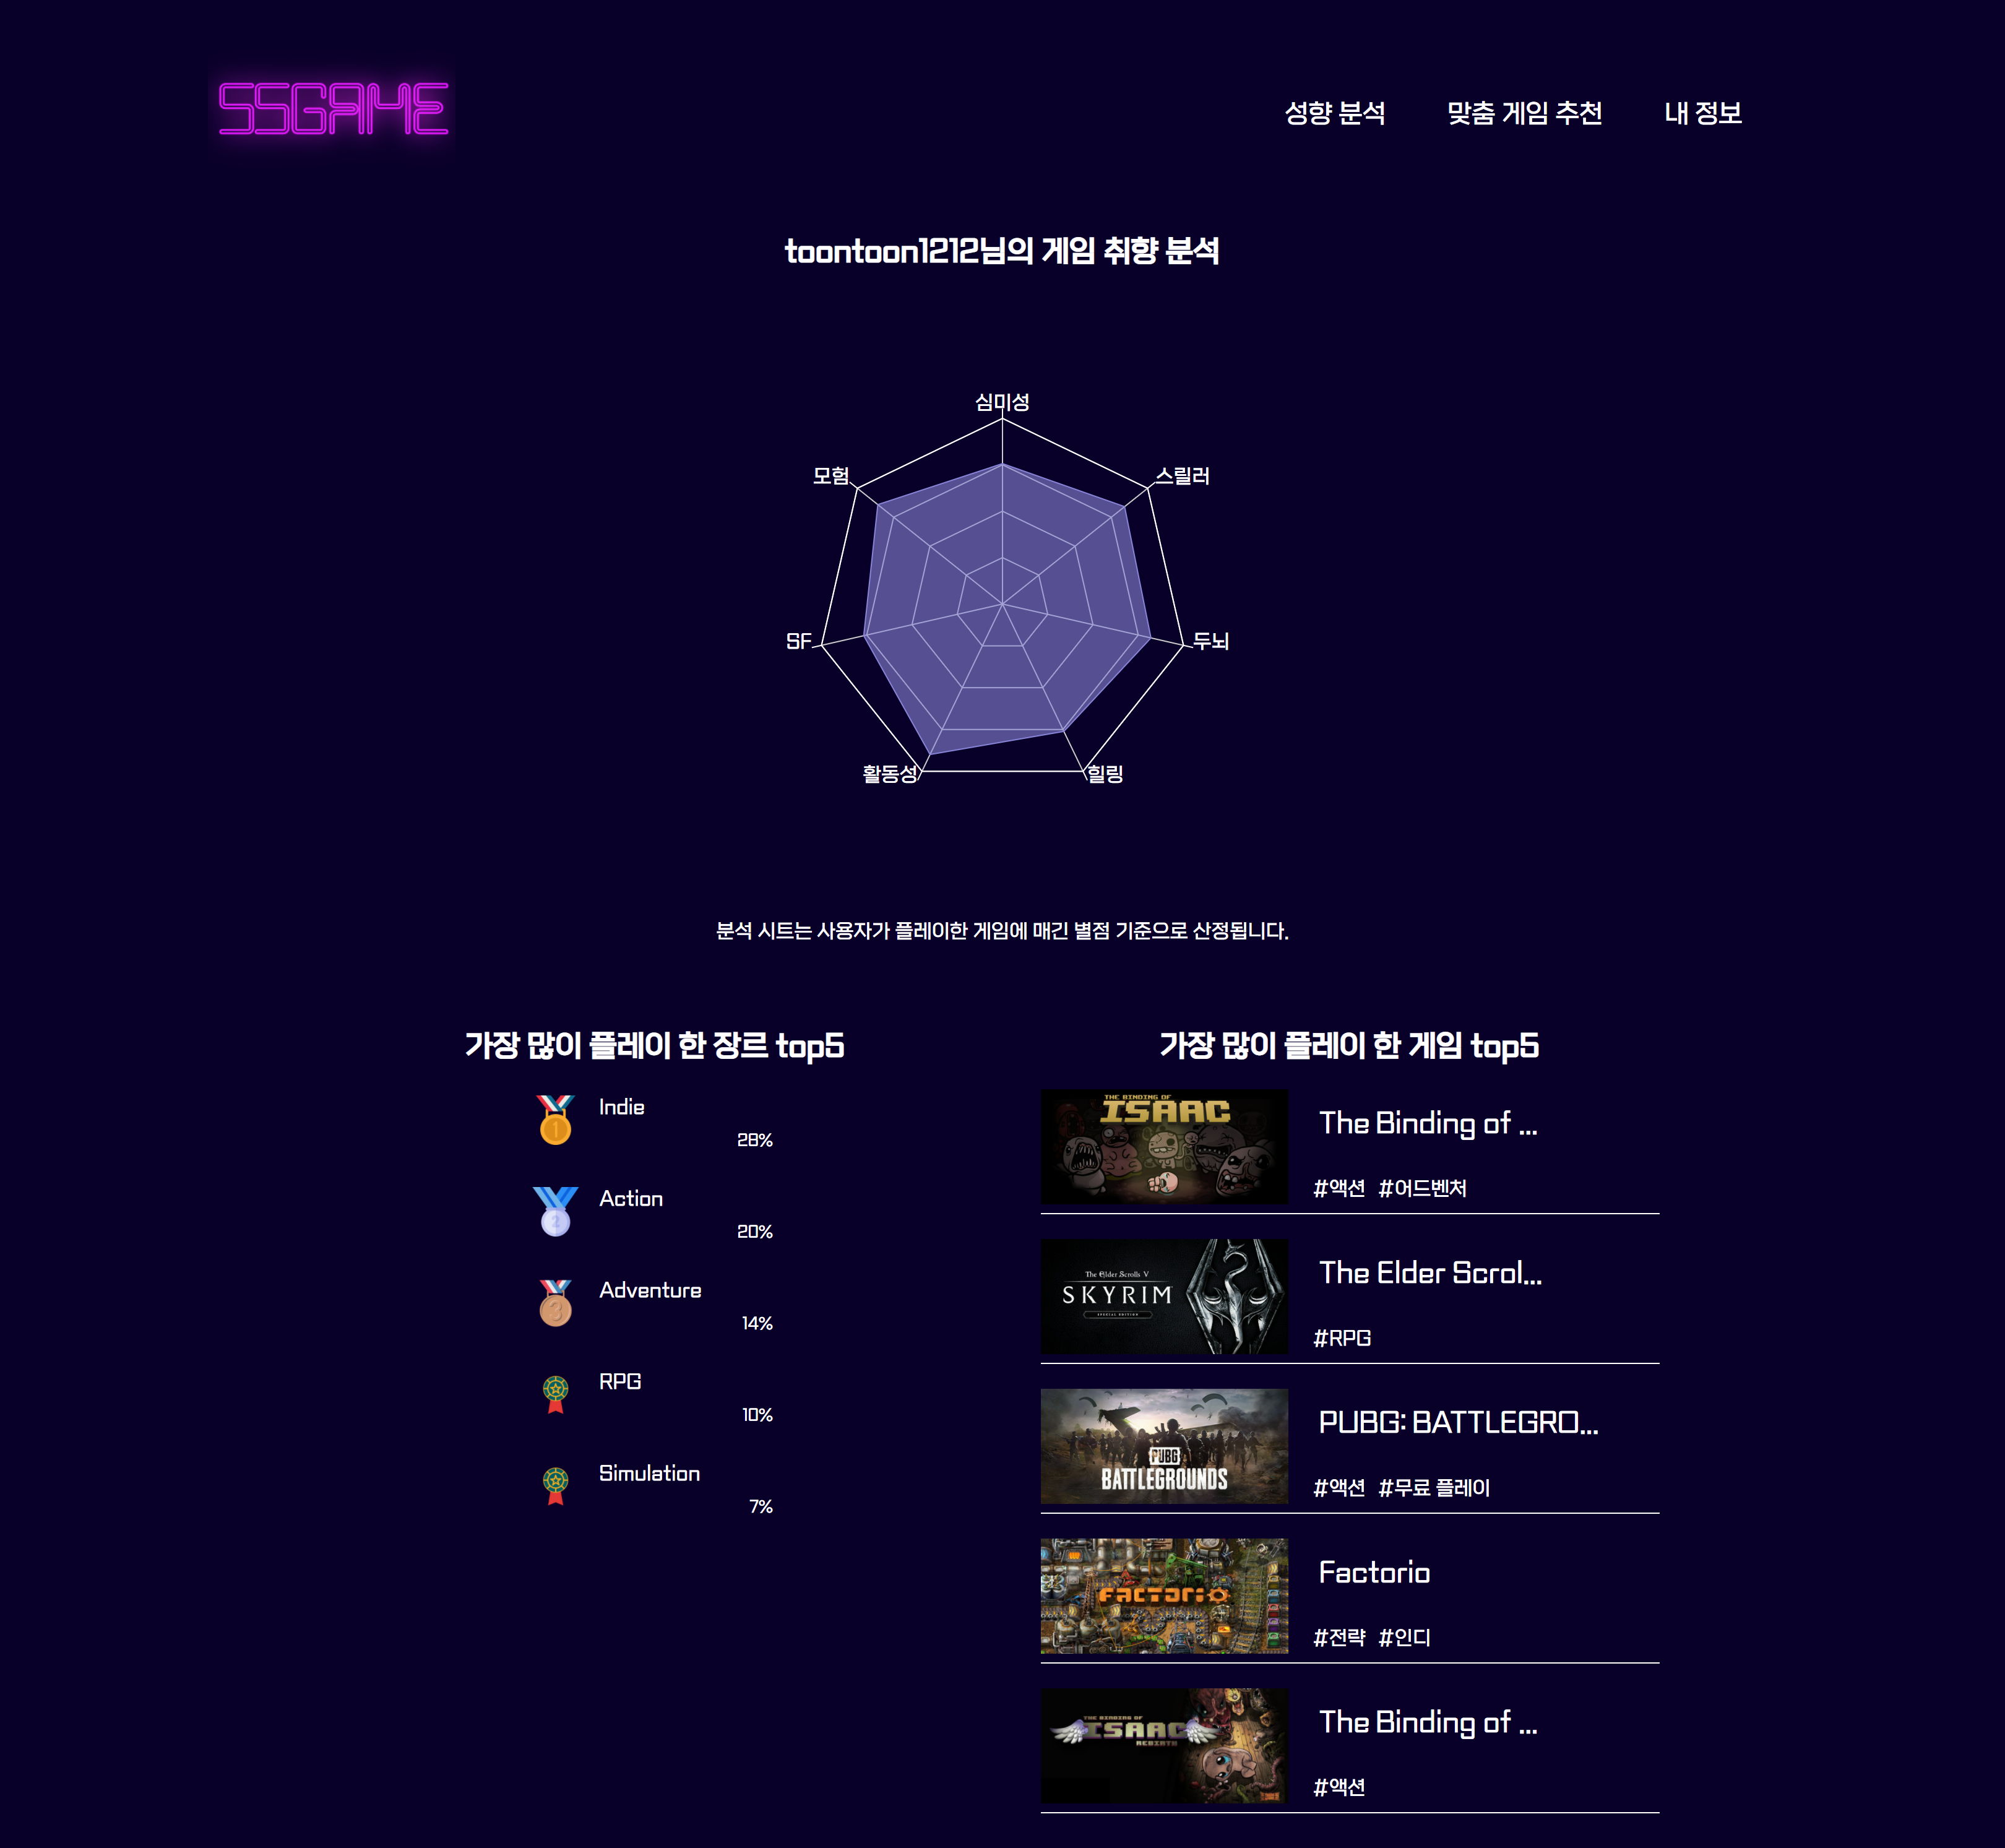 SSGAME
성향 분석 맞춤 게임 추천 내 정보
toontoon1212님의 게임 취향 분석
심미성
모험
스릴러
SF
두뇌
활동성
힐링
분석 시트는 사용자가 플레이한 게임에 매긴 별점 기준으로 산정됩니다.
가장 많이 플레이 한 장르 top5
1
Indie
28%
2
Action
20%
3
Adventure
14%
RPG
10%
Simulation
7%
가장 많이 플레이 한 게임 top5
THE BINDING OF
ISAAC
The Binding of ...
#액션 #어드벤처
The Elder Scrolls V
SKYRIM
SPECIAL EDITION
The Elder Scrol...
#RPG
PUBG
BATTLEGROUNDS
PUBG: BATTLEGRO...
#액션 #무료 플레이
FACTORIO
Factorio
#전략 #인디
THE BINDING OF
ISAAC
REBIRTH
The Binding of ...
#액션